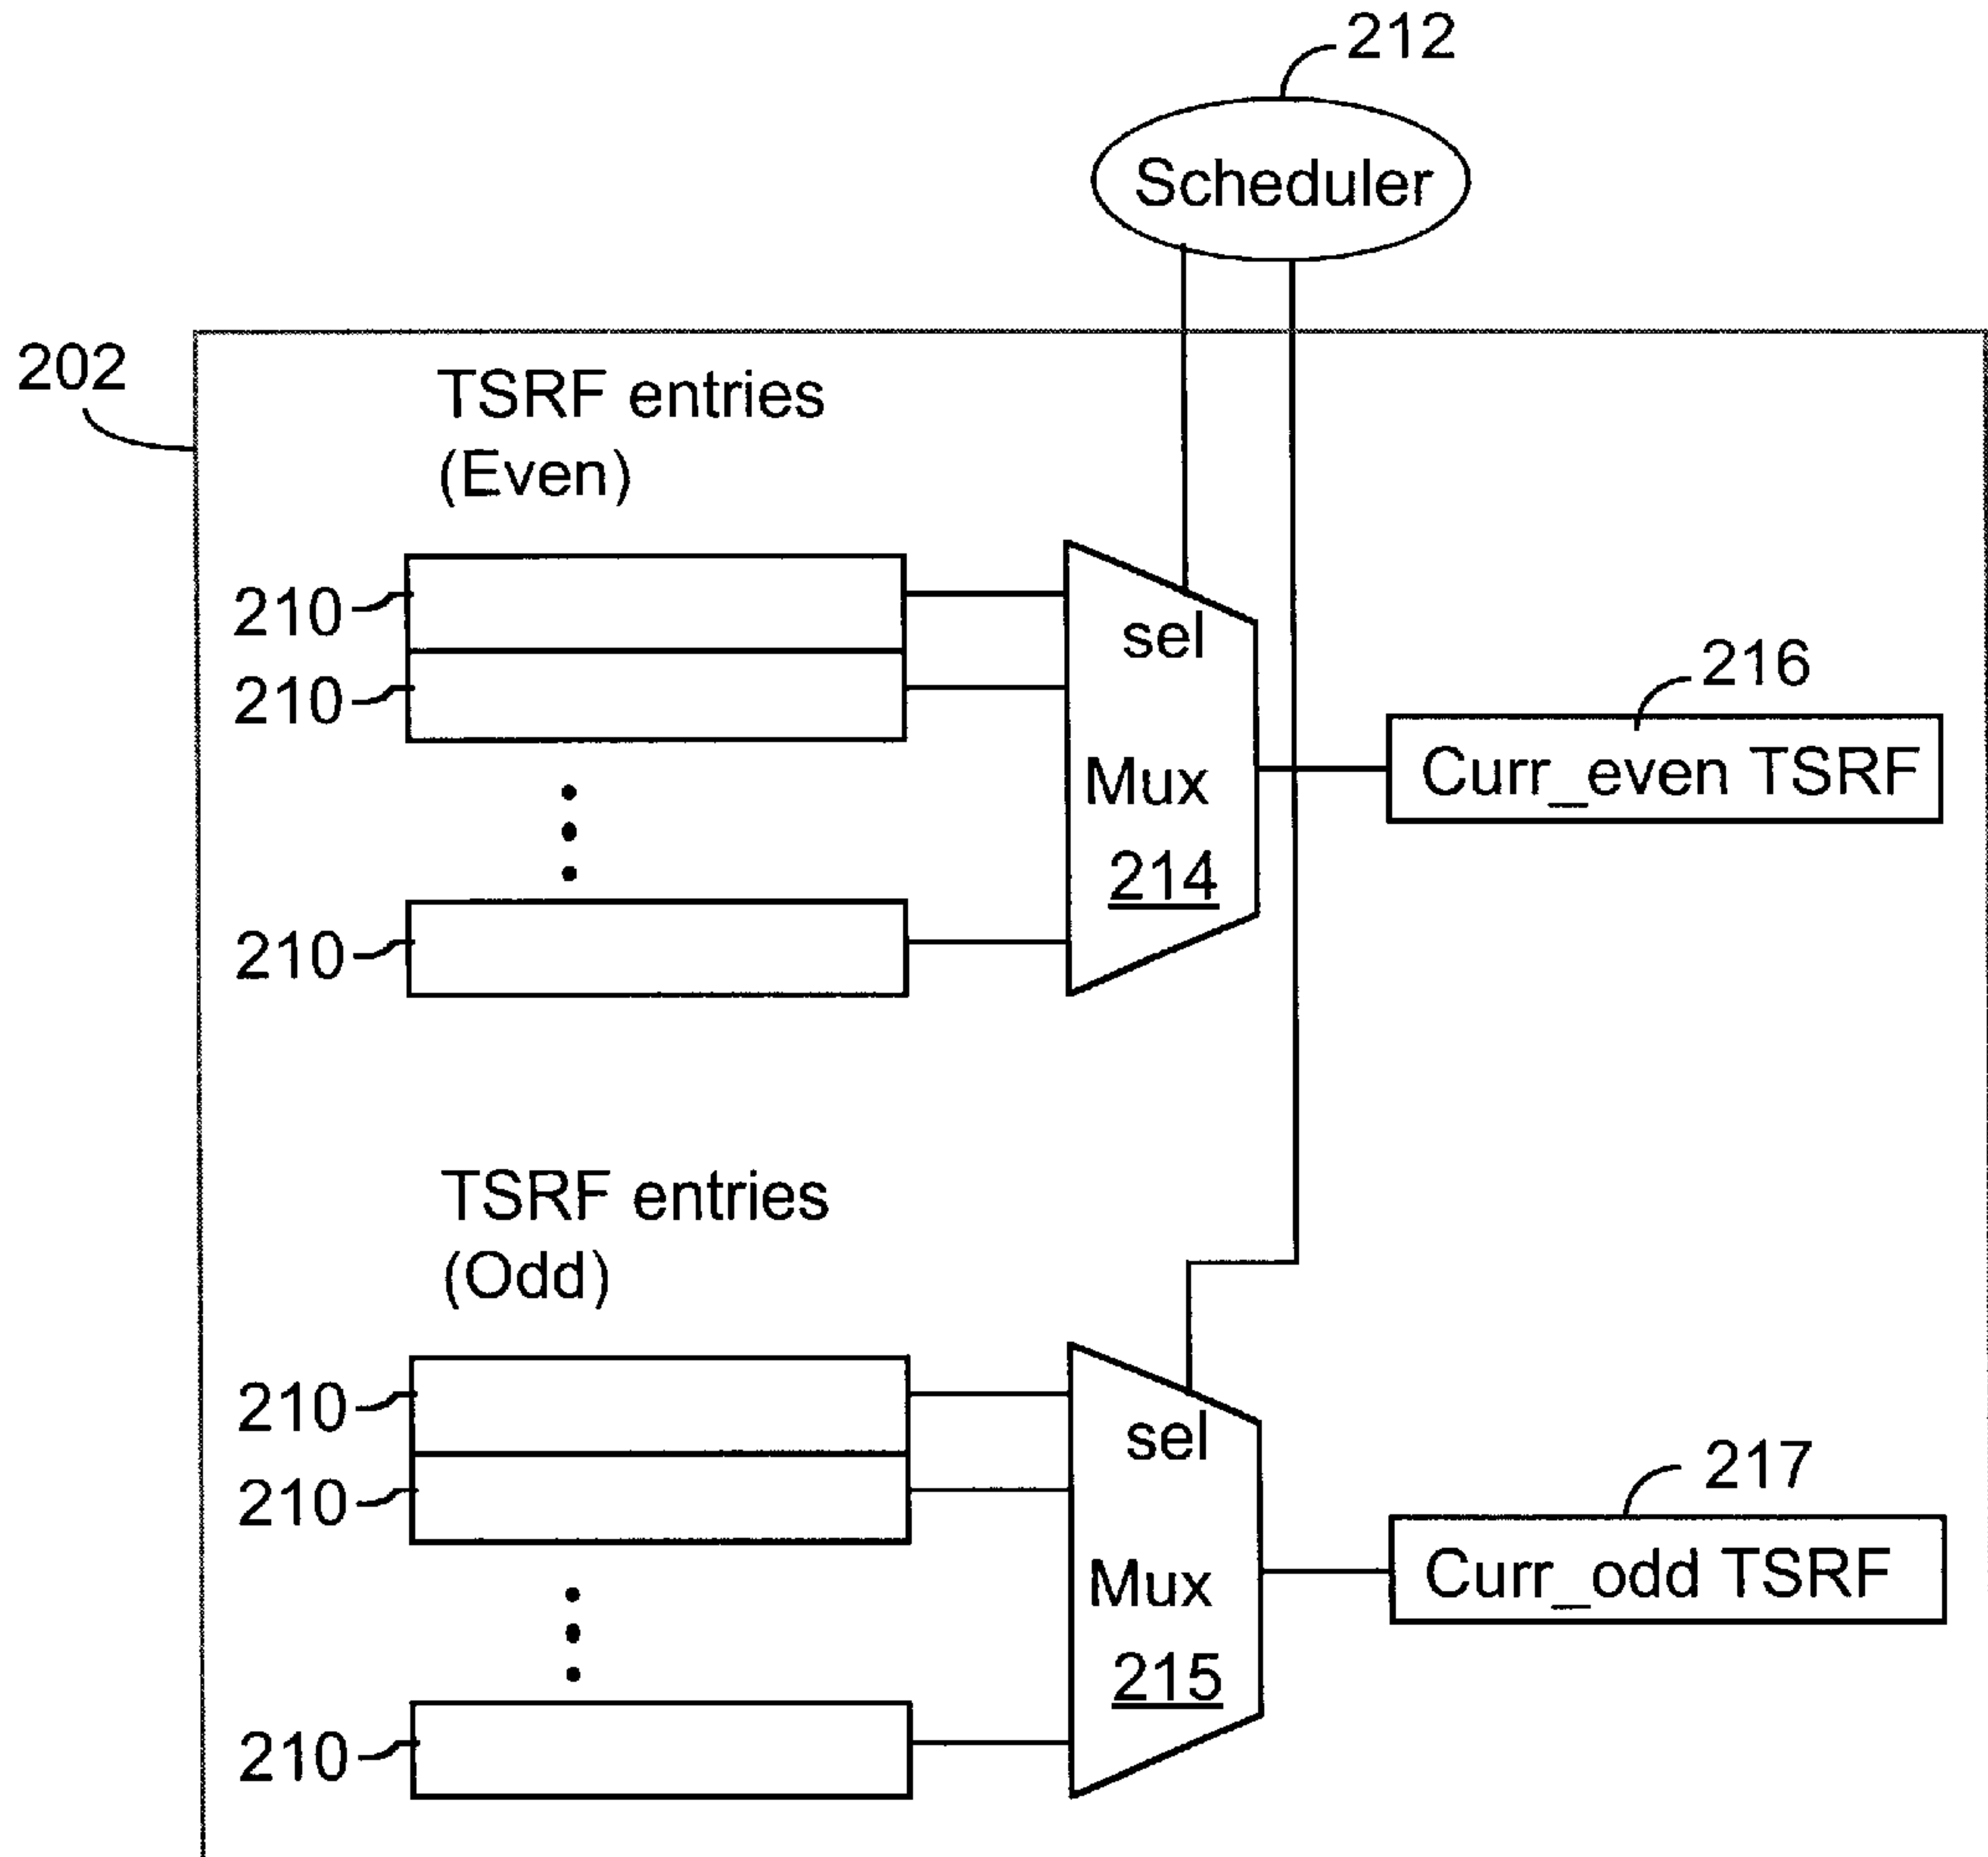 212
Scheduler
202
TSRF entries
(Even)
210
sel
210
216
Mux
Curr_even TSRF
214
210
TSRF entries
(Odd)
210
sel
210
217
Mux
Curr_odd TSRF
215
210